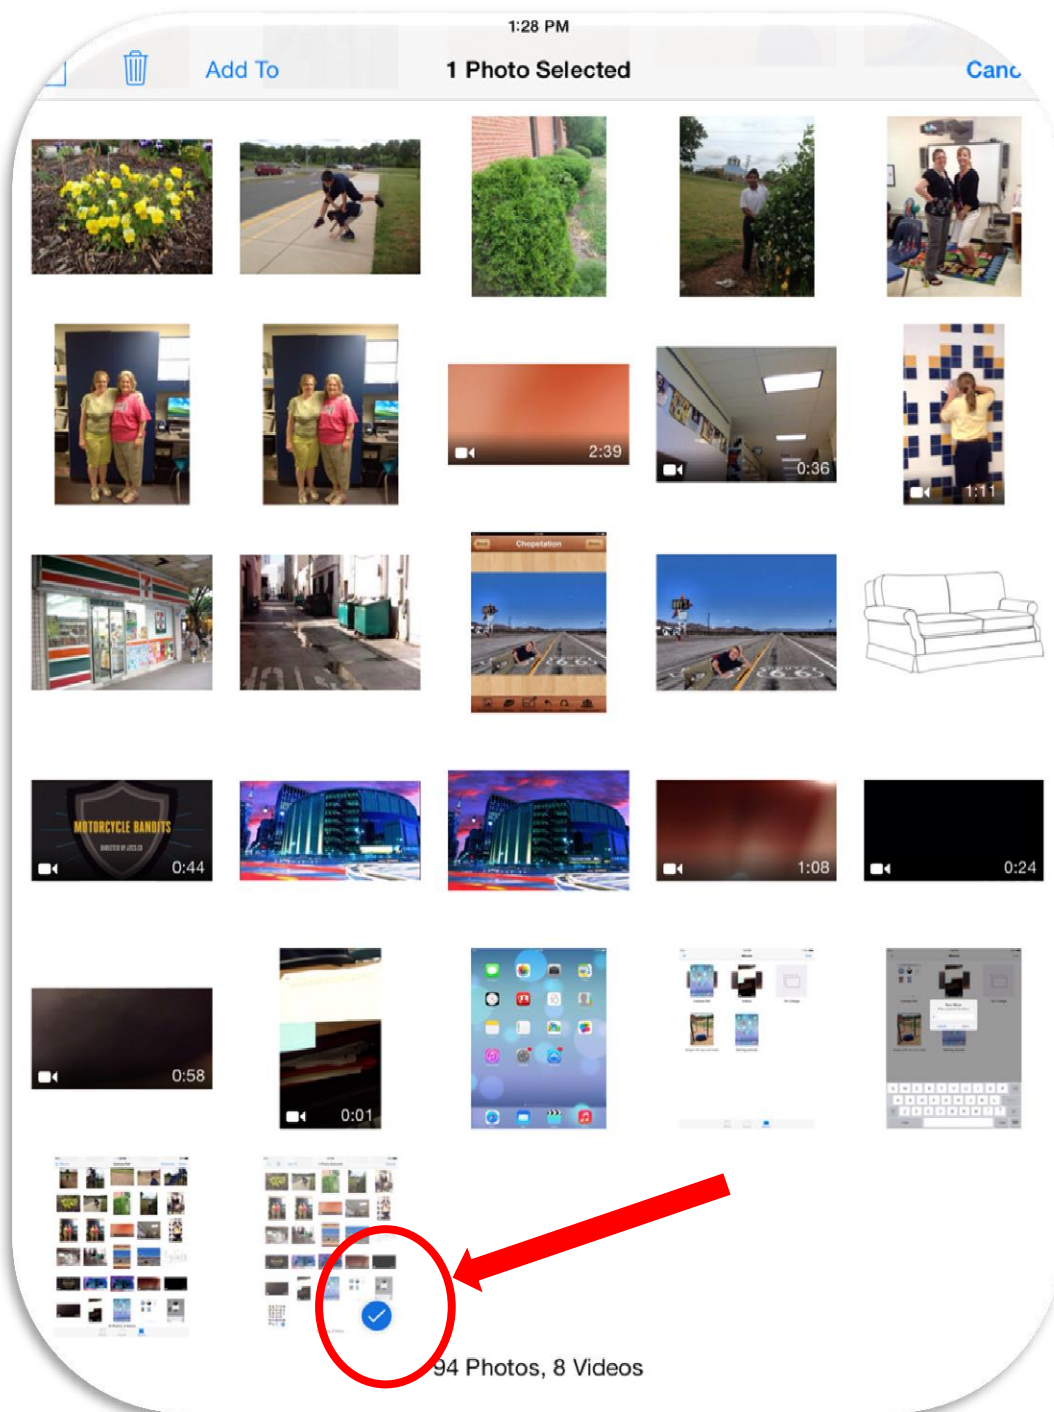 1:28 PM
Add To
1 Photo Selected
Canc
2:39
0:36
1:11
Chopstation
66
MOTORCYCLE BANDITS
0:44
1:08
0:24
0:58
0:01
94 Photos, 8 Videos